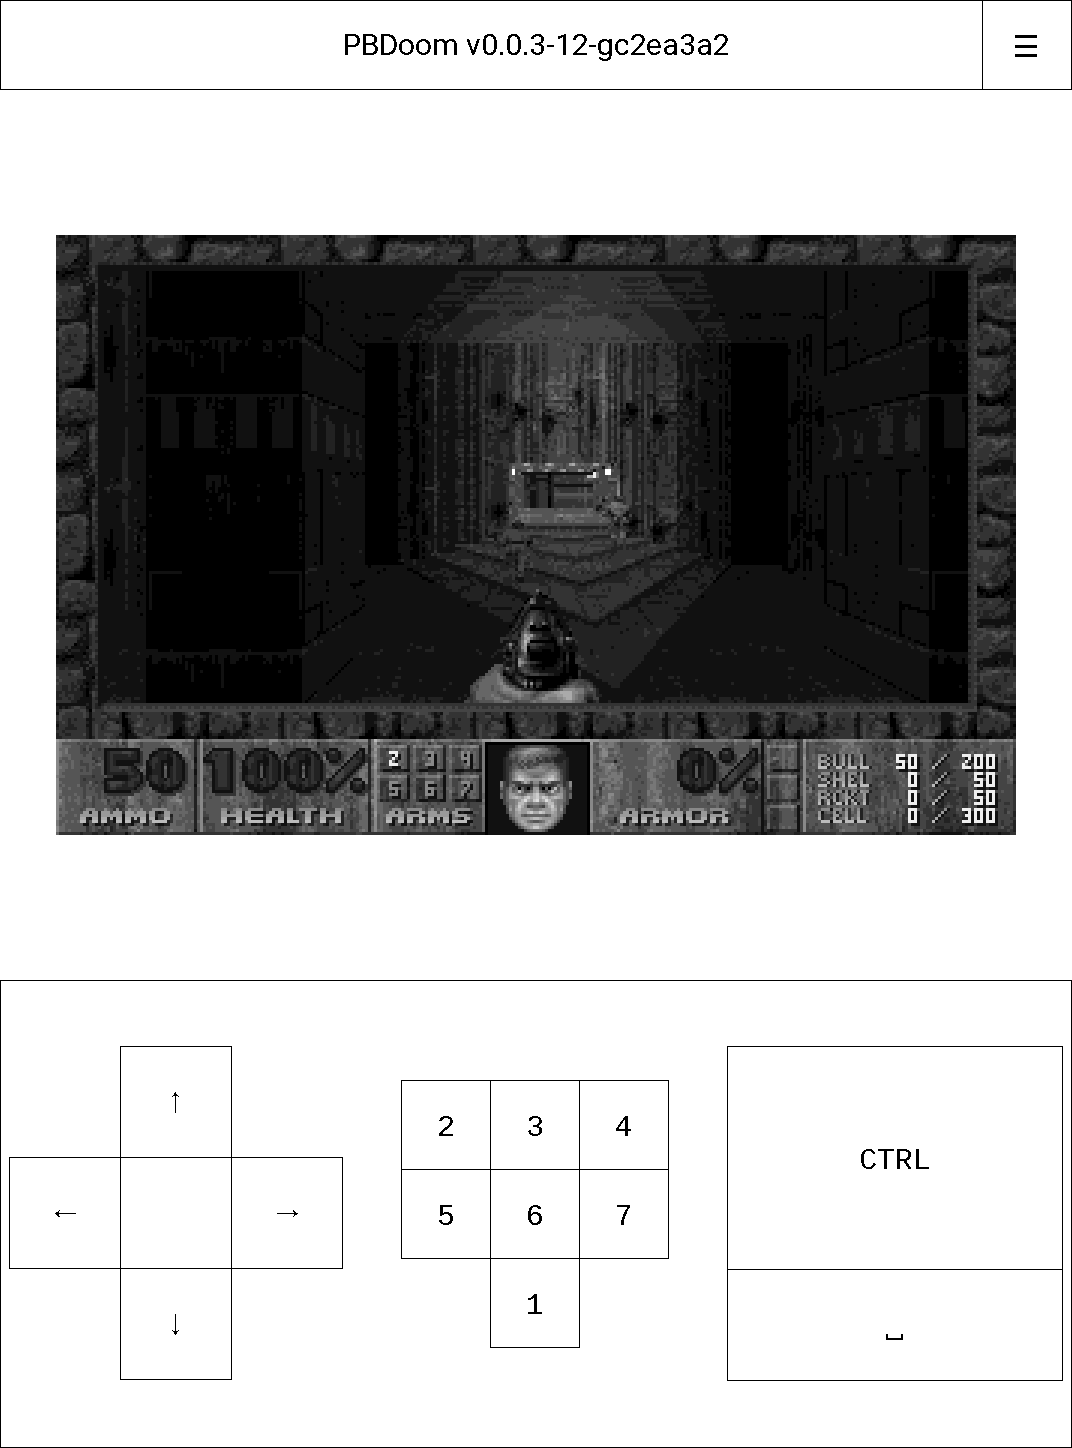 PBDoom v0.0.3-12-gc2ea3a2 ☰
50 100% 2 3 4 0% BULL 50 / 200
5 6 7 SHEL 0 / 50
RCKT 0 / 50
AMMO HEALTH ARMS ARMOR CELL 0 / 300
↑
2 3 4
CTRL
← →
5 6 7
1
↓
␣